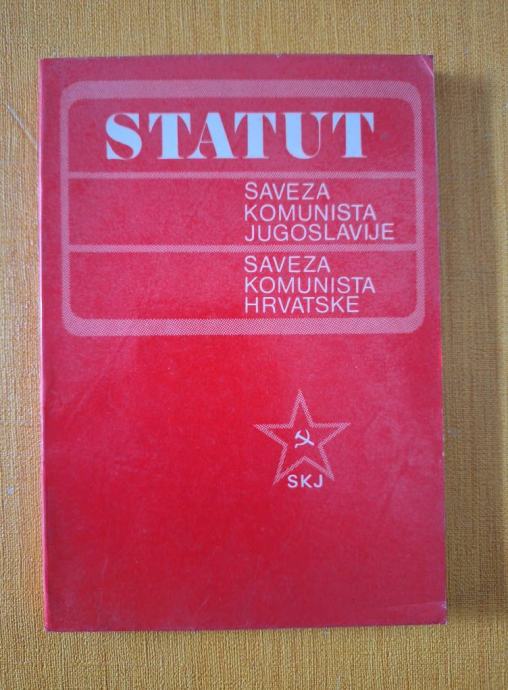 STATUT
SAVEZA
KOMUNISTA
JUGOSLAVIJE
SAVEZA
KOMUNISTA
HRVATSKE
SKJ